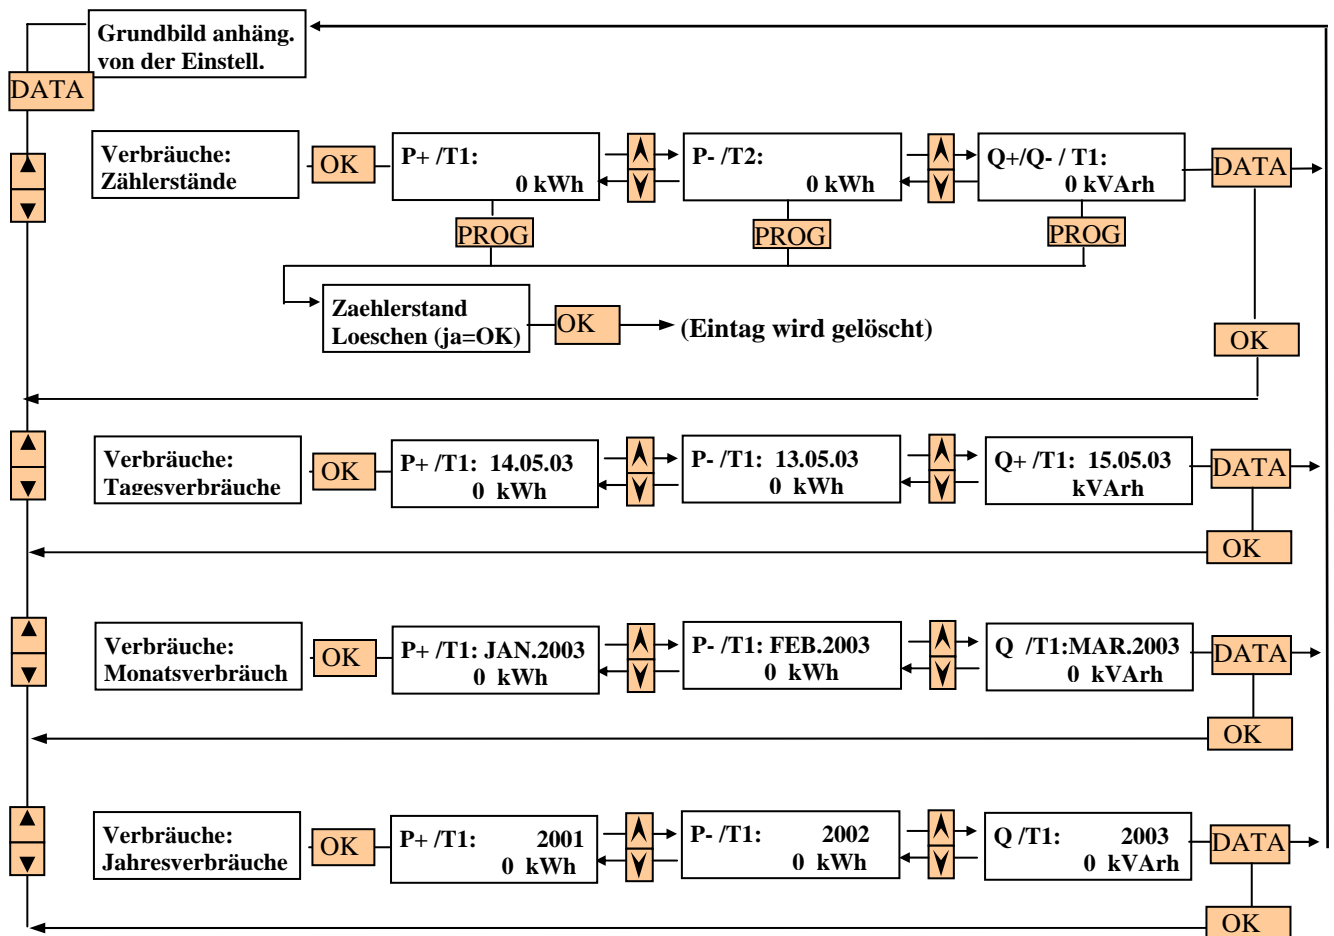 Grundbild anhäng.
von der Einstell.
DATA
Verbräuche:
Zählerstände
OK
P+ /T1:
0 kWh
P- /T2:
0 kWh
Q+/Q- / T1:
0 kVArh
DATA
PROG
PROG
PROG
Zaehlerstand
Loeschen (ja=OK)
OK
(Eintag wird gelöscht)
OK
Verbräuche:
Tagesverbräuche
OK
P+ /T1: 14.05.03
0 kWh
P- /T1: 13.05.03
0 kWh
Q+ /T1: 15.05.03
kVArh
DATA
OK
Verbräuche:
Monatsverbräuch
OK
P+ /T1: JAN.2003
0 kWh
P- /T1: FEB.2003
0 kWh
Q /T1:MAR.2003
0 kVArh
DATA
OK
Verbräuche:
Jahresverbräuche
OK
P+ /T1: 2001
0 kWh
P- /T1: 2002
0 kWh
Q /T1: 2003
0 kVArh
DATA
OK